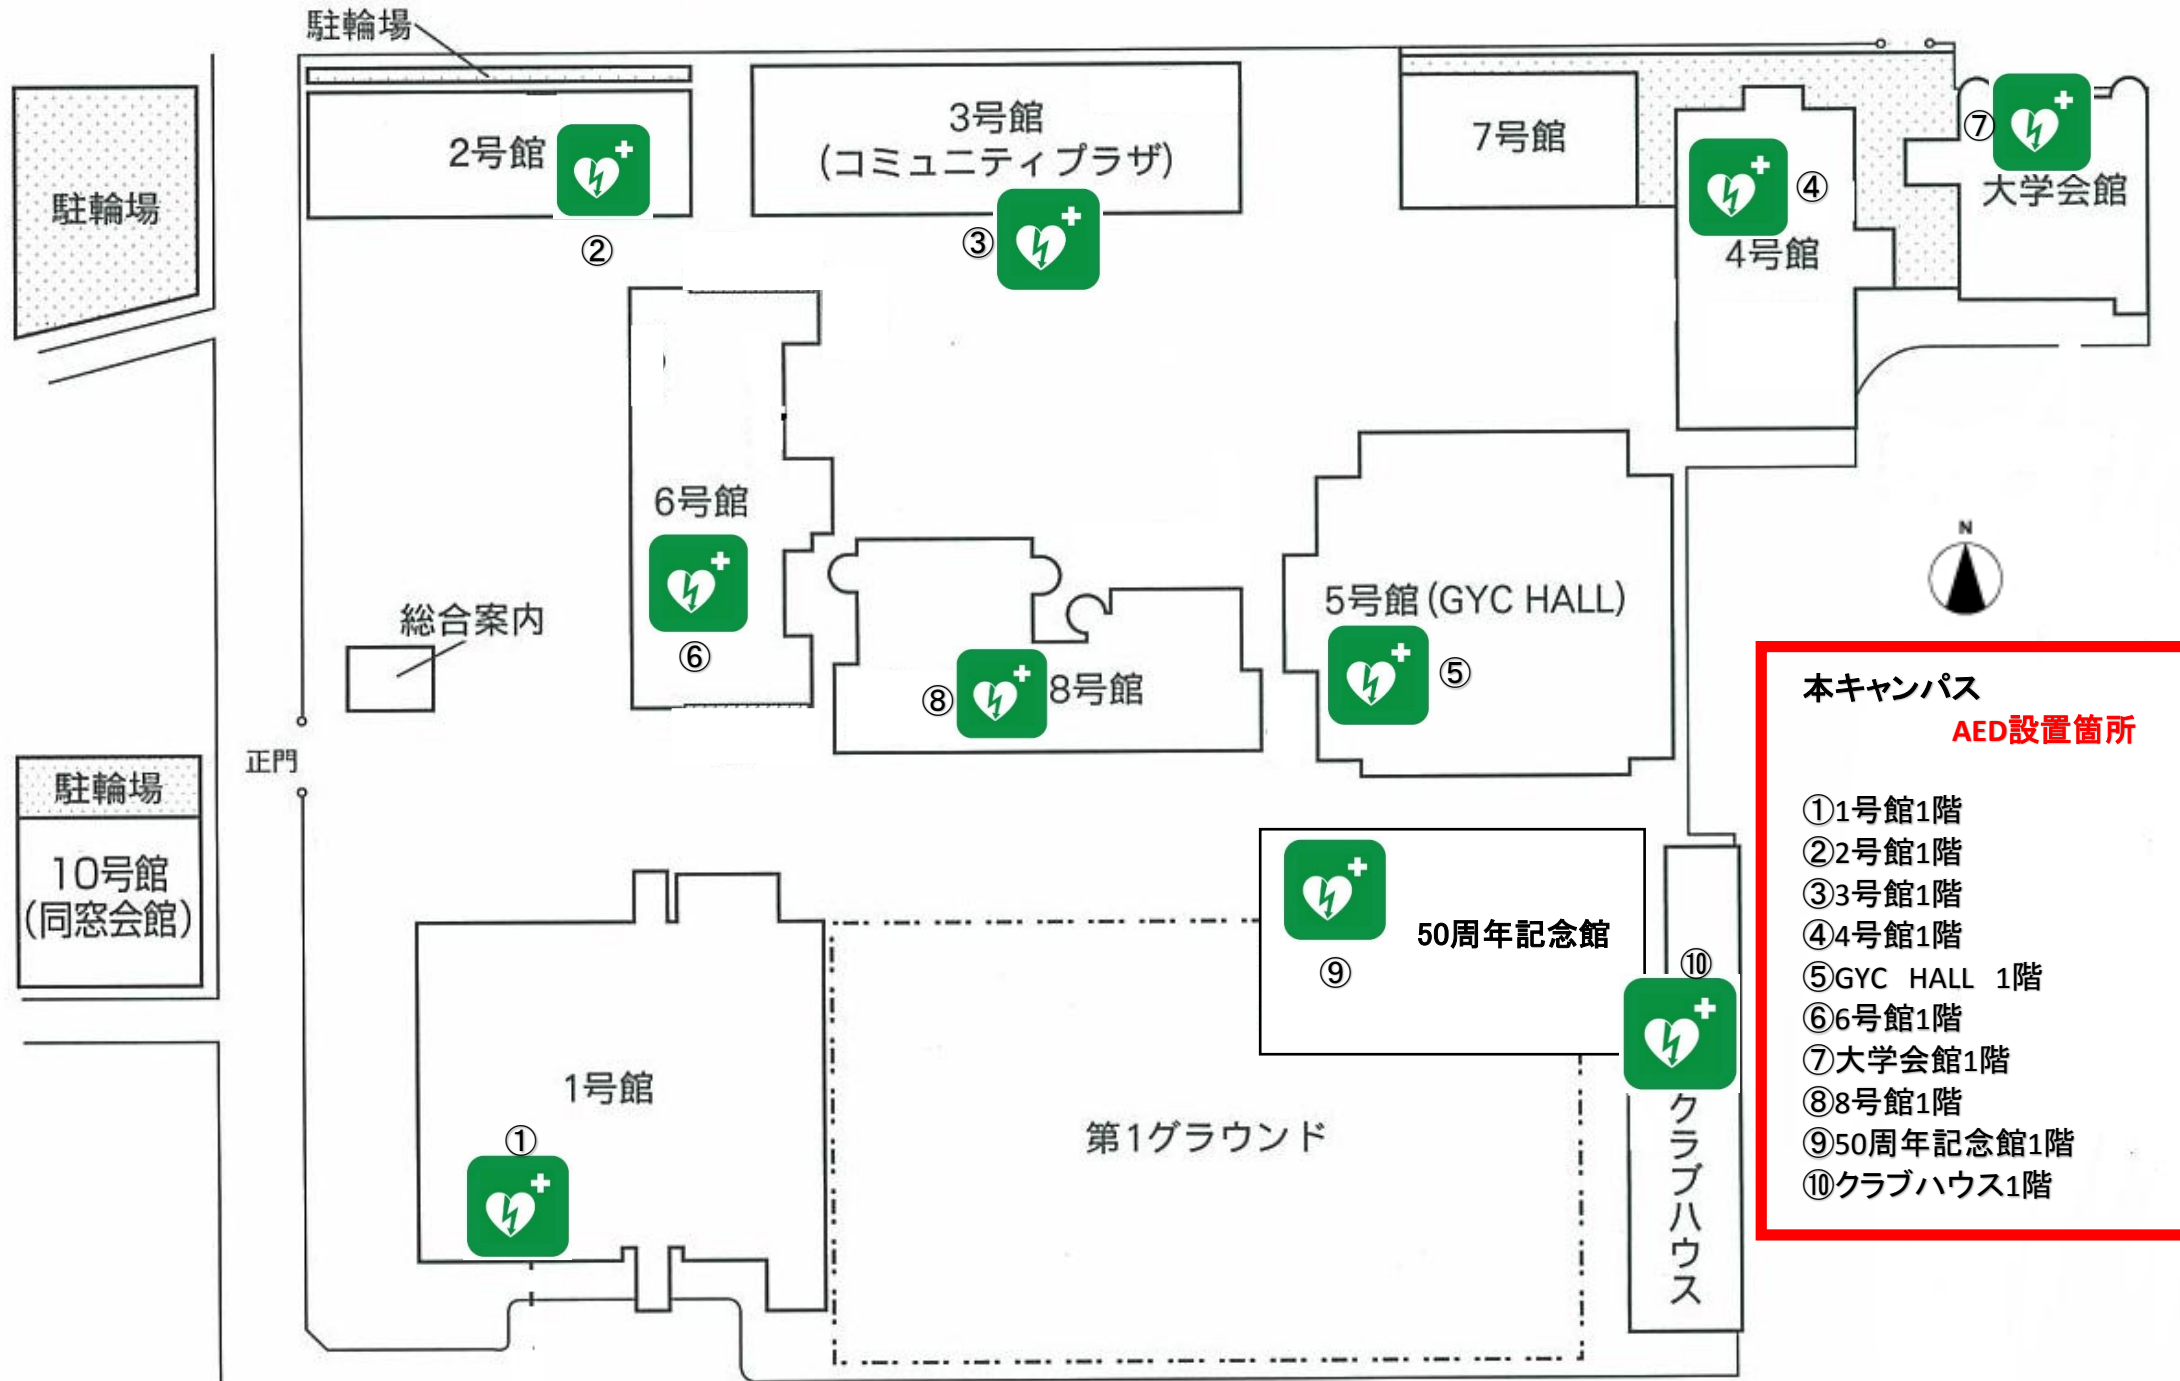 駐輪場
駐輪場
2号館
②
3号館
(コミュニティプラザ)
③
7号館
④
4号館
⑦
大学会館
6号館
⑥
総合案内
正門
⑧
8号館
5号館(GYC HALL)
⑤
N
駐輪場
10号館
(同窓会館)
1号館
①
第1グラウンド
50周年記念館
⑨
⑩
クラブハウス
本キャンパス
AED設置箇所
①1号館1階
②2号館1階
③3号館1階
④4号館1階
⑤GYC HALL 1階
⑥6号館1階
⑦大学会館1階
⑧8号館1階
⑨50周年記念館1階
⑩クラブハウス1階